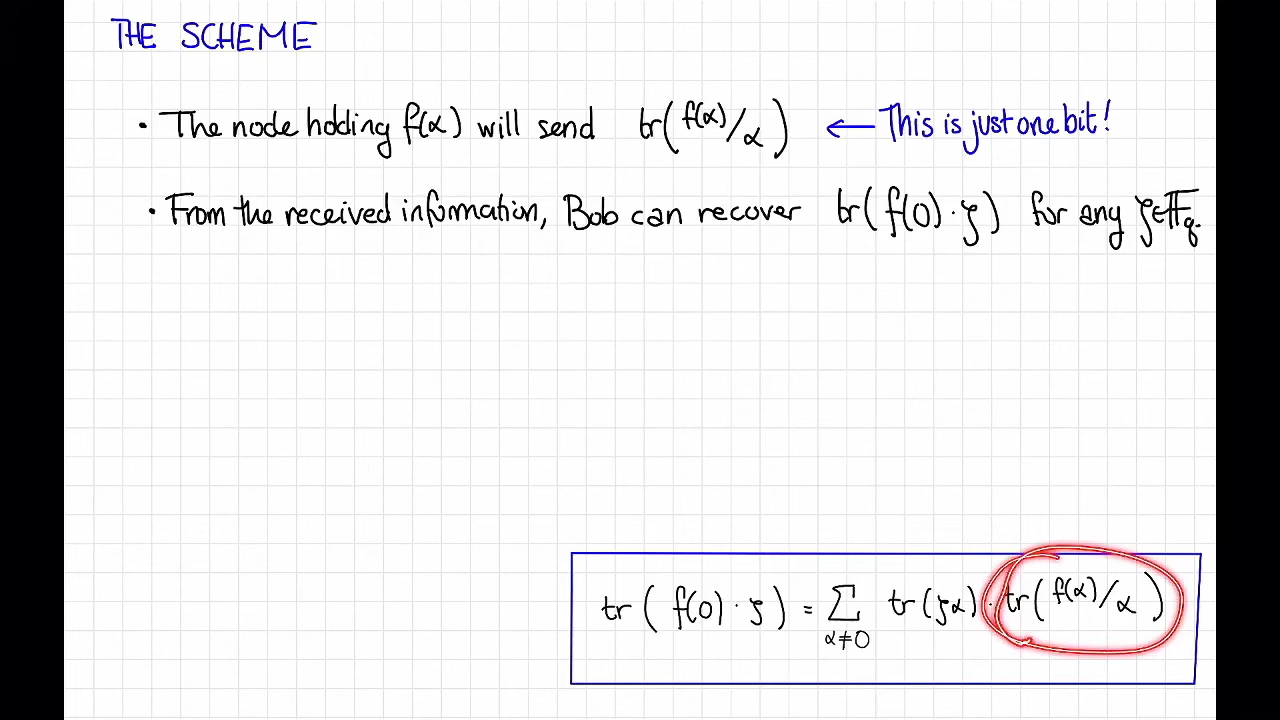 THE SCHEME
• The node holding f(α) will send tr(f(α)/α) ← This is just one bit!
• From the received information, Bob can recover tr(f(0)·ζ) for any ζ∈𝔽q.
tr(f(0)·ζ) = Σ α≠0 tr(ζα)·tr(f(α)/α)